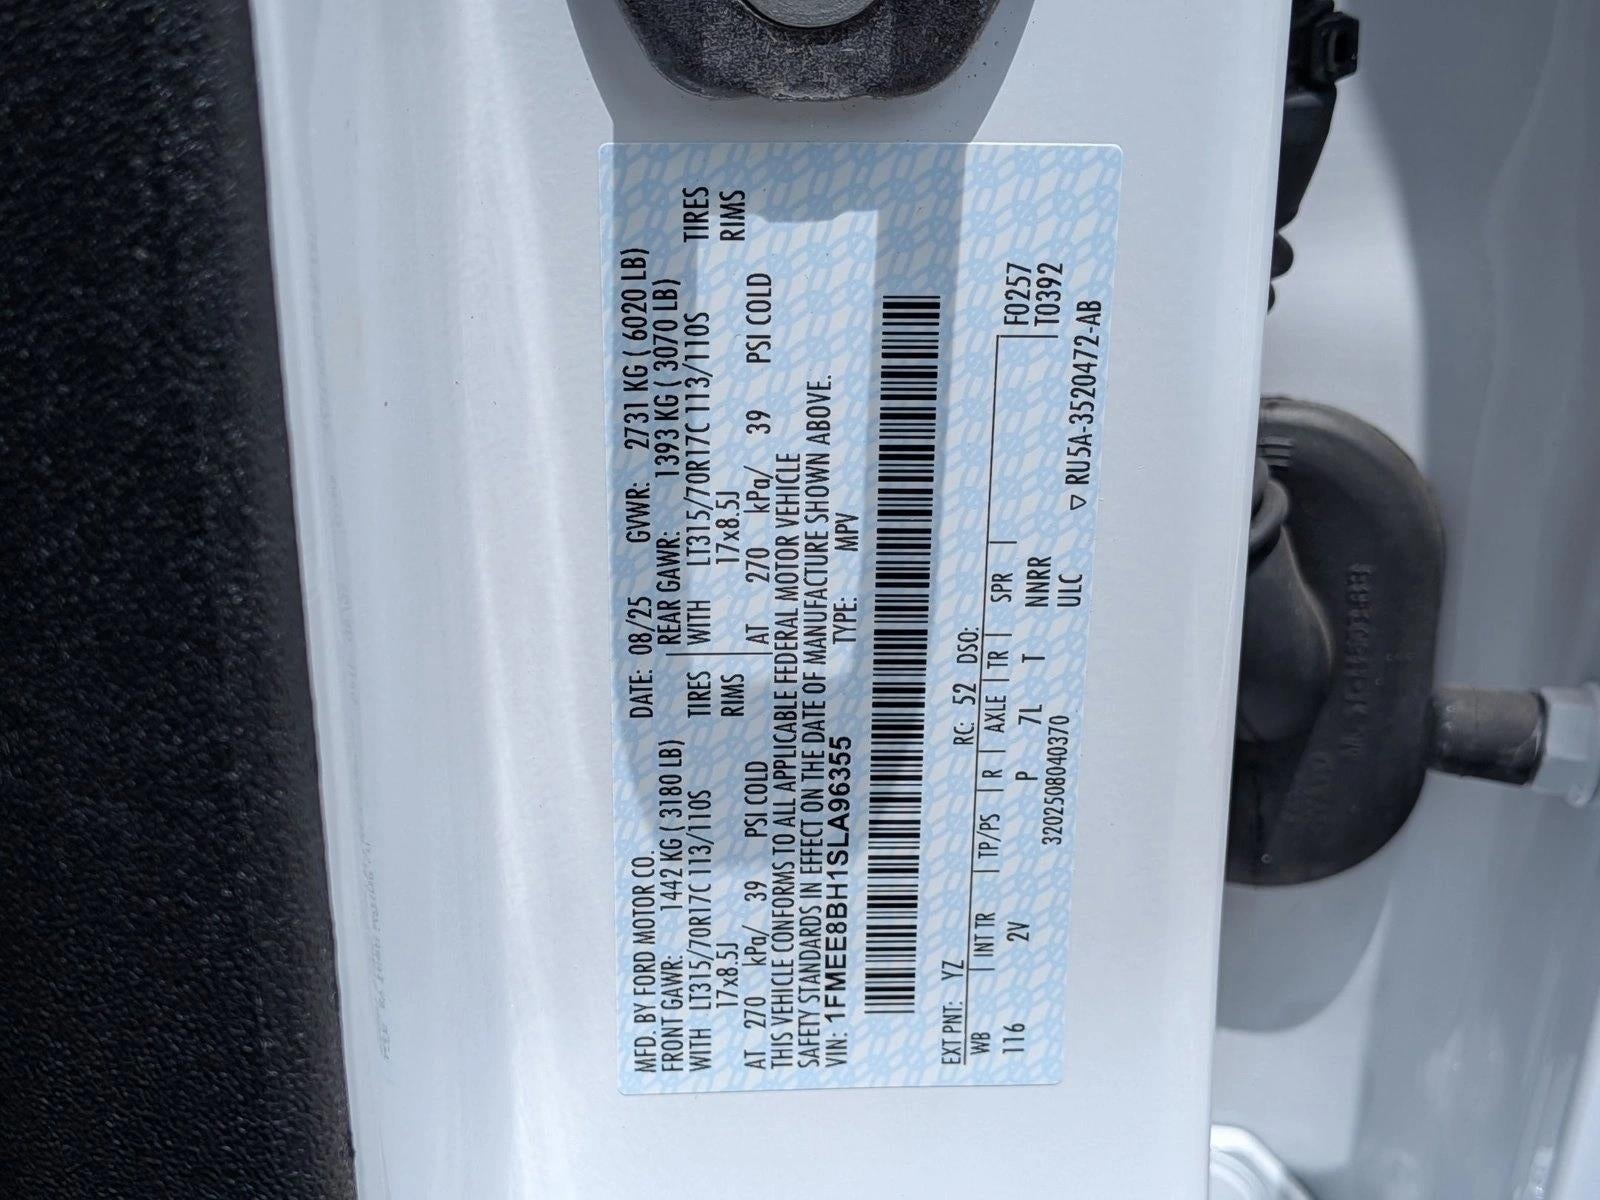 MFD. BY FORD MOTOR CO.
DATE: 08/25 GVWR: 2731 KG ( 6020 LB)
FRONT GAWR: 1442 KG ( 3180 LB) REAR GAWR: 1393 KG ( 3070 LB)
WITH LT315/70R17C 113/110S TIRES WITH LT315/70R17C 113/110S TIRES
17x8.5J RIMS 17x8.5J RIMS
AT 270 kPa/ 39 PSI COLD AT 270 kPa/ 39 PSI COLD
THIS VEHICLE CONFORMS TO ALL APPLICABLE FEDERAL MOTOR VEHICLE
SAFETY STANDARDS IN EFFECT ON THE DATE OF MANUFACTURE SHOWN ABOVE.
VIN: 1FMEE8BH1SLA96355 TYPE: MPV
EXT PNT: YZ RC: 52 DSO:
WB INT TR TP/PS R AXLE TR SPR F0257
116 2V P 7L T NNRR T0392
3202508040370 ULC
▽ RU5A-3520472-AB